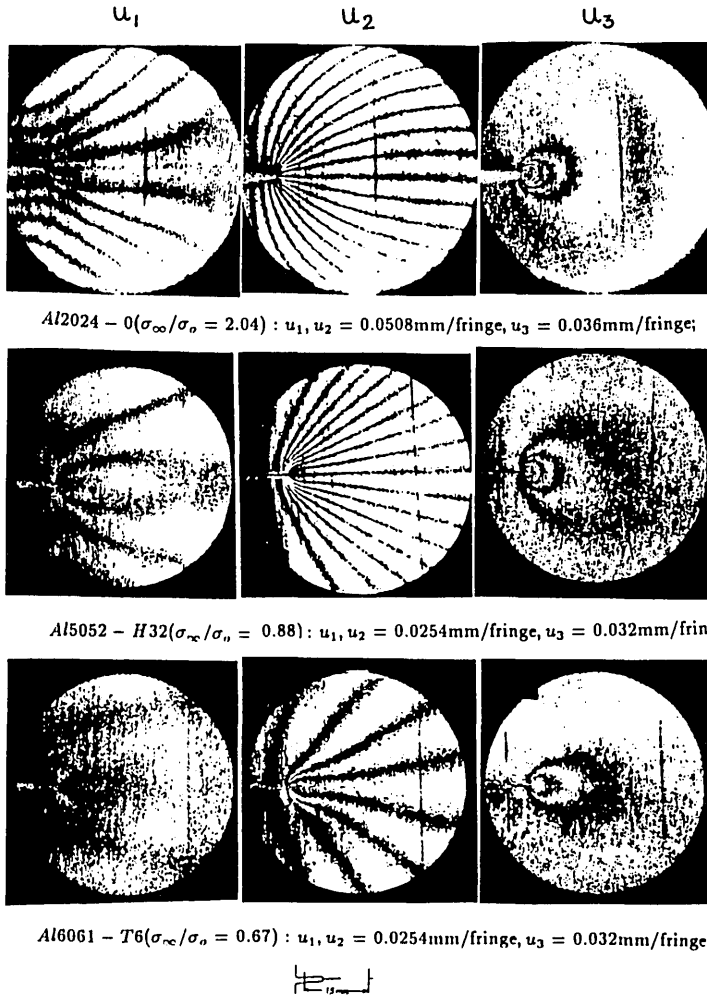 u₁ u₂ u₃
Al2024 – 0(σ∞/σₒ = 2.04) : u₁, u₂ = 0.0508mm/fringe, u₃ = 0.036mm/fringe;
Al5052 – H32(σ∞/σₒ = 0.88) : u₁, u₂ = 0.0254mm/fringe, u₃ = 0.032mm/frin
Al6061 – T6(σ∞/σₒ = 0.67) : u₁, u₂ = 0.0254mm/fringe, u₃ = 0.032mm/fringe